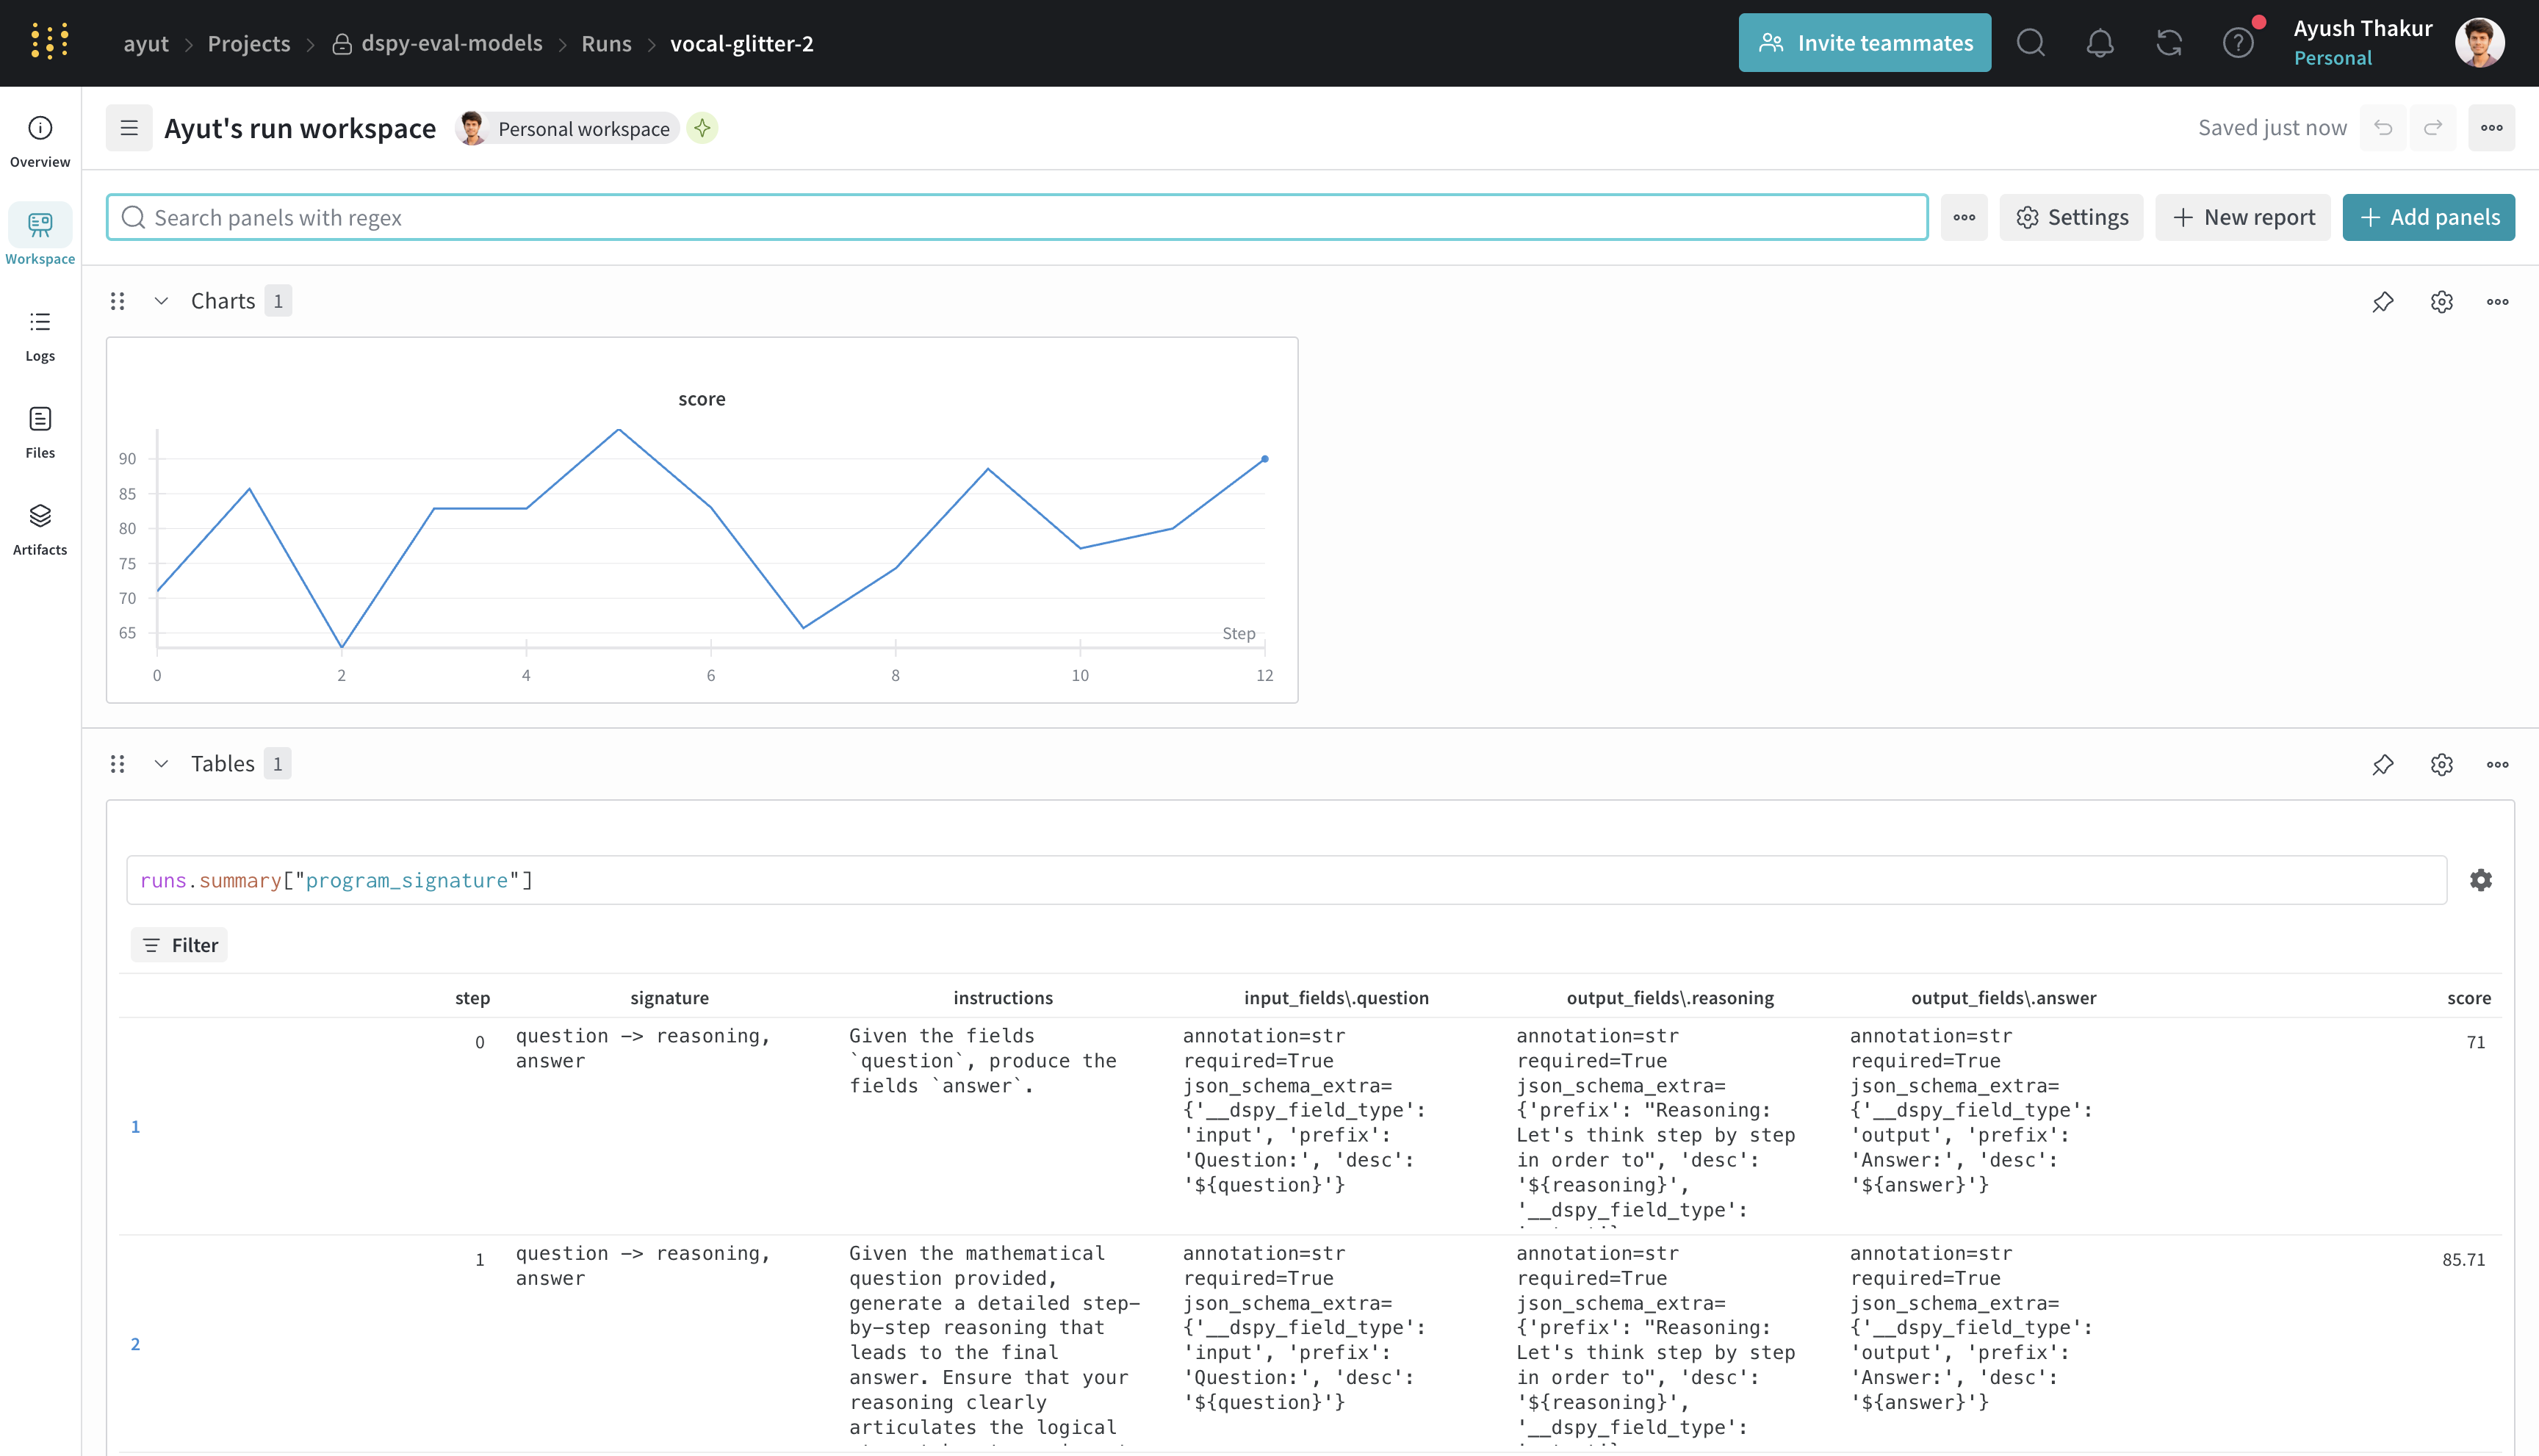 ayut > Projects > dspy-eval-models > Runs > vocal-glitter-2
Invite teammates
Ayush Thakur
Personal
Overview
Workspace
Logs
Files
Artifacts
Ayut's run workspace
Personal workspace
Saved just now
Search panels with regex
Settings
New report
Add panels
Charts 1
score
90
85
80
75
70
65
Step
0 2 4 6 8 10 12
Tables 1
runs.summary["program_signature"]
Filter
step signature instructions input_fields\.question output_fields\.reasoning output_fields\.answer score
1
0
question -> reasoning,
answer
Given the fields
`question`, produce the
fields `answer`.
annotation=str
required=True
json_schema_extra=
{'__dspy_field_type':
'input', 'prefix':
'Question:', 'desc':
'${question}'}
annotation=str
required=True
json_schema_extra=
{'prefix': "Reasoning:
Let's think step by step
in order to", 'desc':
'${reasoning}',
'__dspy_field_type':
annotation=str
required=True
json_schema_extra=
{'__dspy_field_type':
'output', 'prefix':
'Answer:', 'desc':
'${answer}'}
71
2
1
question -> reasoning,
answer
Given the mathematical
question provided,
generate a detailed step-
by-step reasoning that
leads to the final
answer. Ensure that your
reasoning clearly
articulates the logical
annotation=str
required=True
json_schema_extra=
{'__dspy_field_type':
'input', 'prefix':
'Question:', 'desc':
'${question}'}
annotation=str
required=True
json_schema_extra=
{'prefix': "Reasoning:
Let's think step by step
in order to", 'desc':
'${reasoning}',
'__dspy_field_type':
annotation=str
required=True
json_schema_extra=
{'__dspy_field_type':
'output', 'prefix':
'Answer:', 'desc':
'${answer}'}
85.71